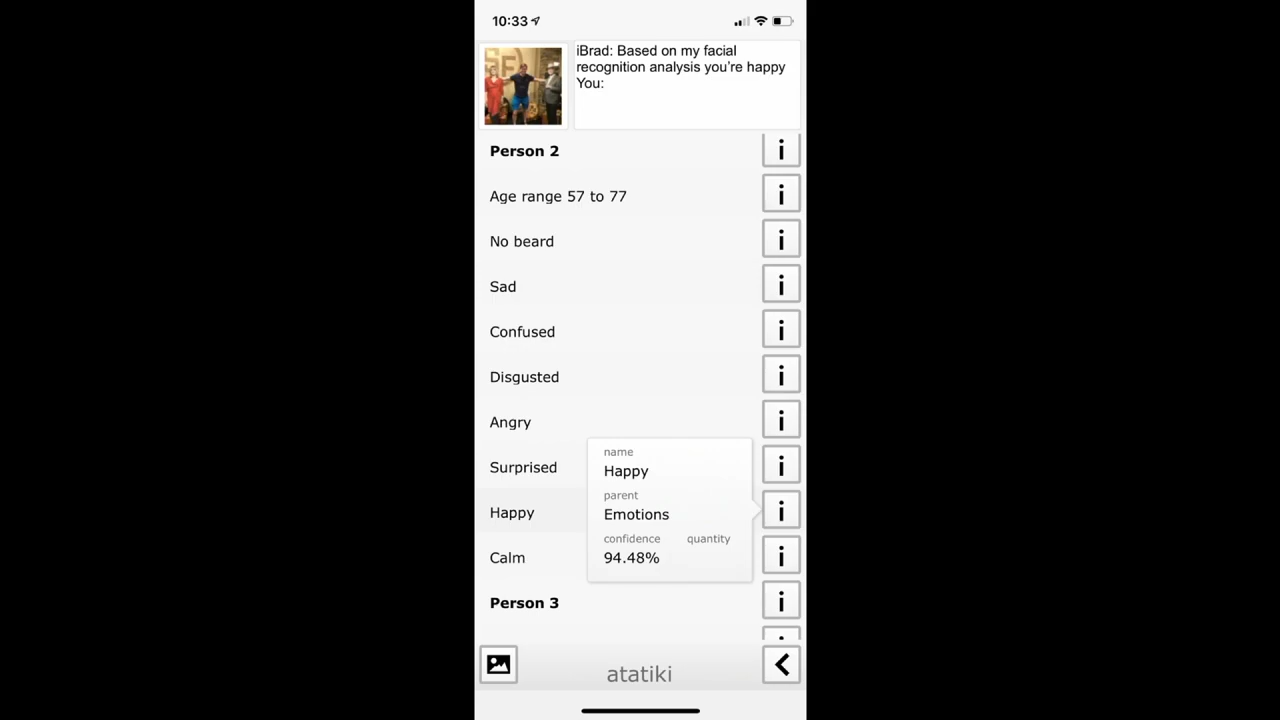 10:33
iBrad: Based on my facial
recognition analysis you're happy
You:
Person 2
i
Age range 57 to 77
i
No beard
i
Sad
i
Confused
i
Disgusted
i
Angry
i
Surprised
i
Happy
i
name
Happy
parent
Emotions
confidence quantity
94.48%
Calm
i
Person 3
i
atatiki